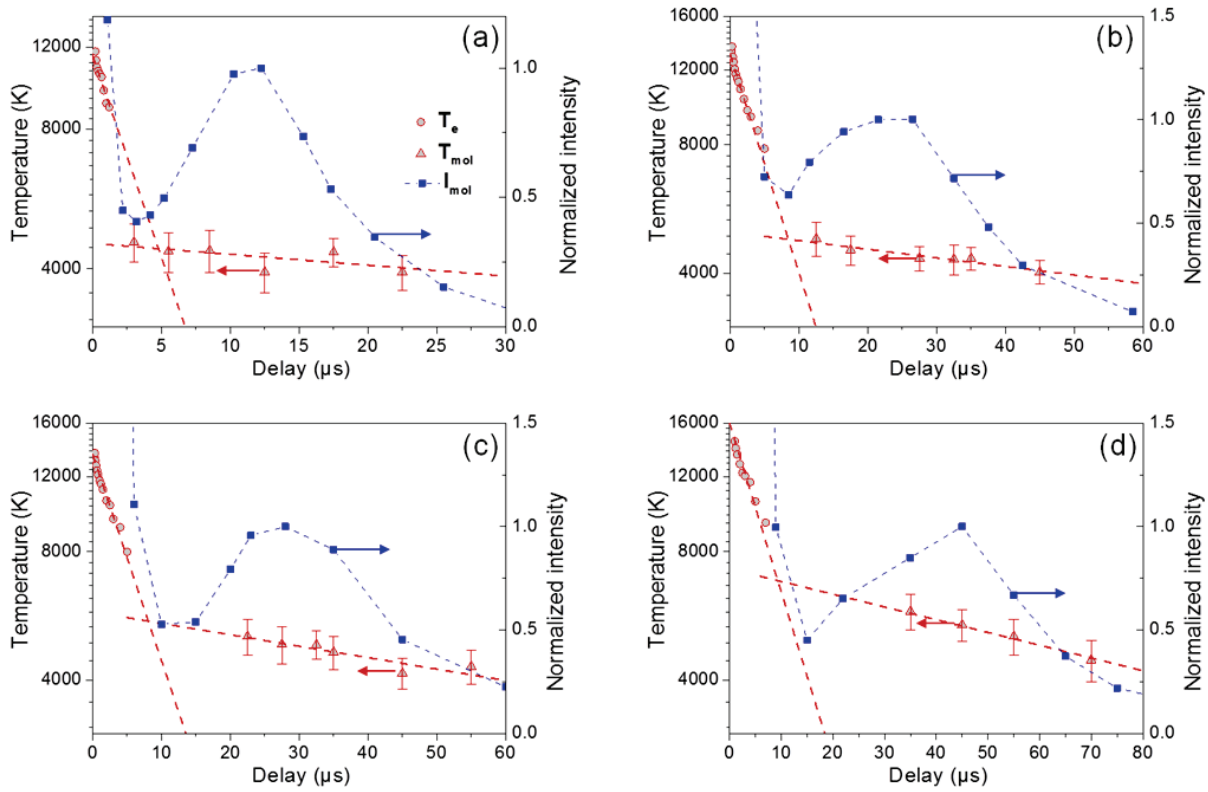 (a)
12000
8000
4000
Temperature (K)
1.0
0.5
0.0
Normalized intensity
T_e
T_mol
I_mol
0 5 10 15 20 25 30
Delay (µs)
(b)
16000
12000
8000
4000
Temperature (K)
1.5
1.0
0.5
0.0
Normalized intensity
0 10 20 30 40 50 60
Delay (µs)
(c)
16000
12000
8000
4000
Temperature (K)
1.5
1.0
0.5
0.0
Normalized intensity
0 10 20 30 40 50 60
Delay (µs)
(d)
16000
12000
8000
4000
Temperature (K)
1.5
1.0
0.5
0.0
Normalized intensity
0 10 20 30 40 50 60 70 80
Delay (µs)